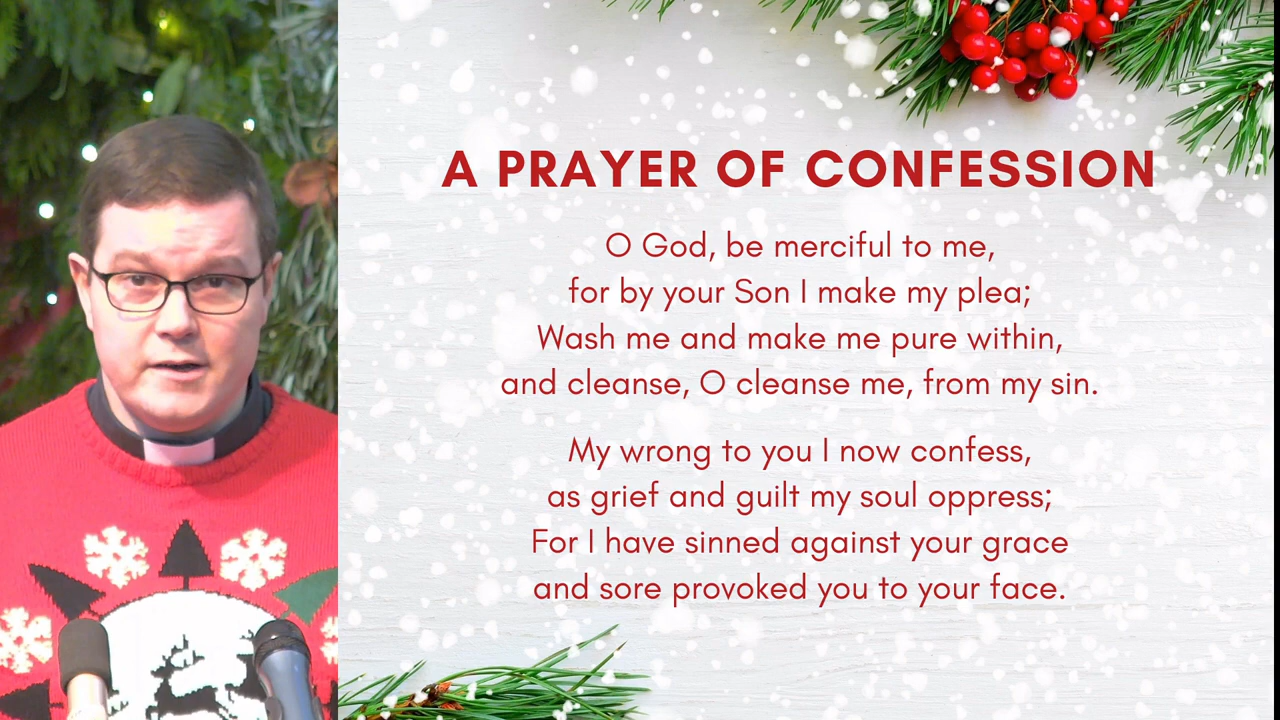 A PRAYER OF CONFESSION
O God, be merciful to me,
for by your Son I make my plea;
Wash me and make me pure within,
and cleanse, O cleanse me, from my sin.
My wrong to you I now confess,
as grief and guilt my soul oppress;
For I have sinned against your grace
and sore provoked you to your face.